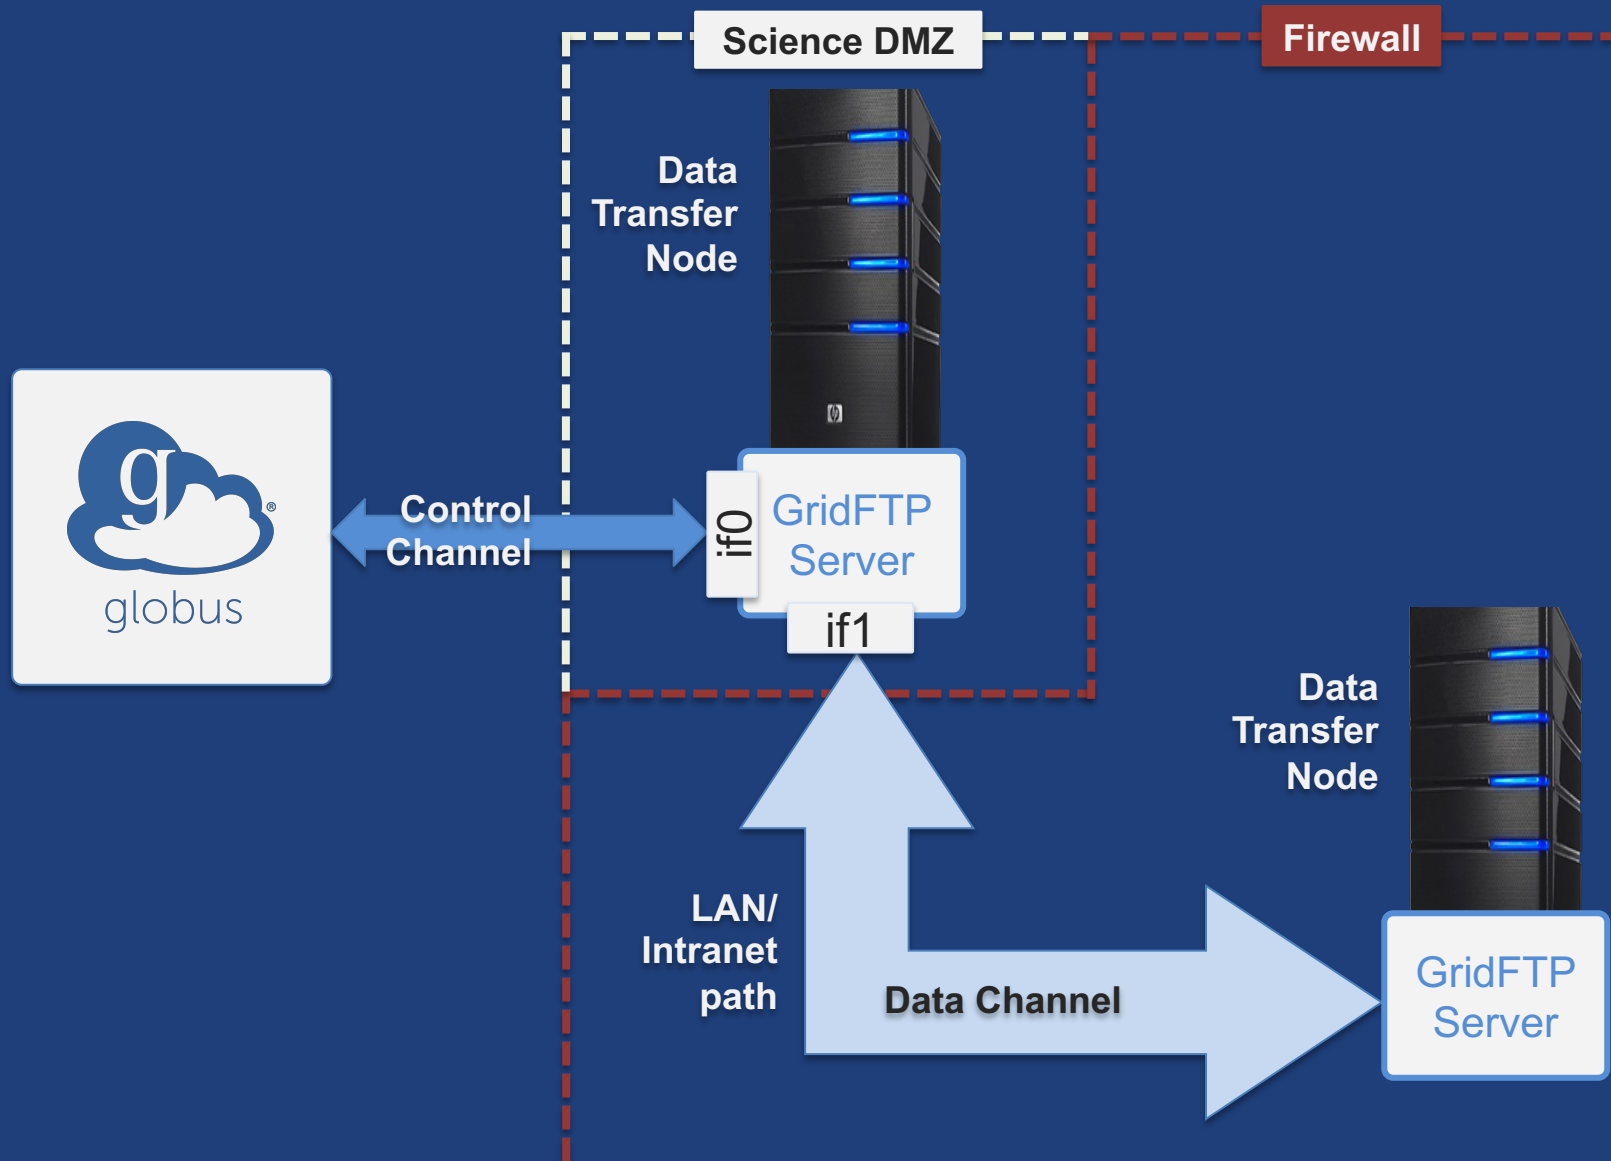 Science DMZ
Firewall
Data
Transfer
Node
g
®
globus
Control
Channel
if0
GridFTP
Server
if1
Data
Transfer
Node
LAN/
Intranet
path
Data Channel
GridFTP
Server